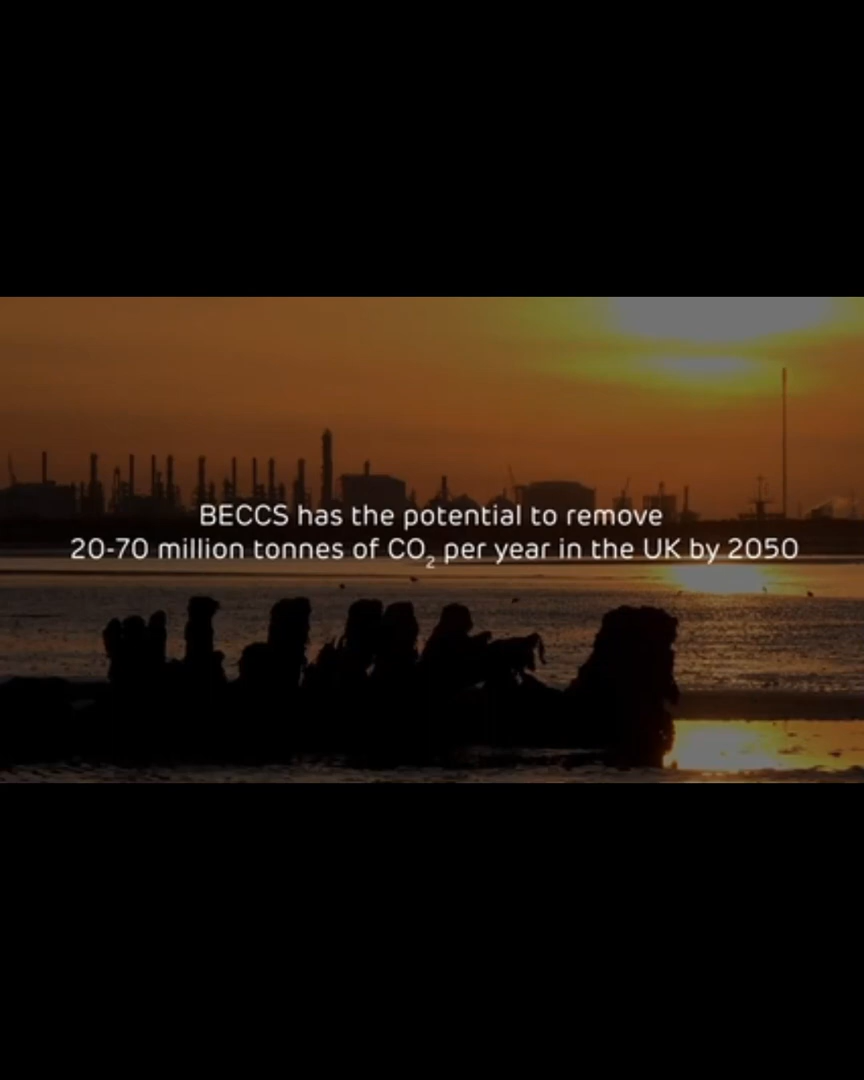 BECCS has the potential to remove
20-70 million tonnes of CO₂ per year in the UK by 2050